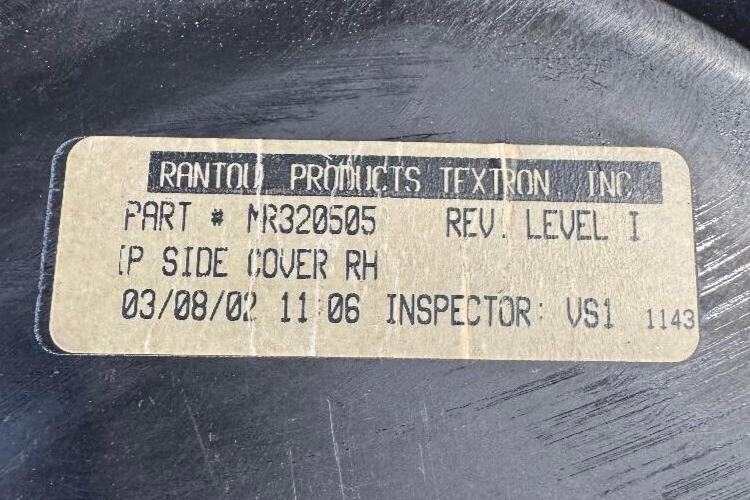 RANTOUL PRODUCTS TEXTRON INC
PART # MR320505 REV. LEVEL I
IP SIDE COVER RH
03/08/02 11:06 INSPECTOR: VS1 1143